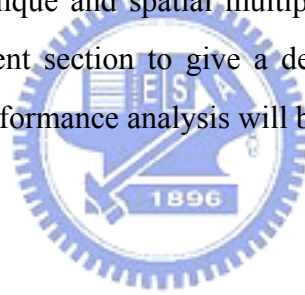 nique and spatial multip
ent section to give a de
E S A
formance analysis will b
1896